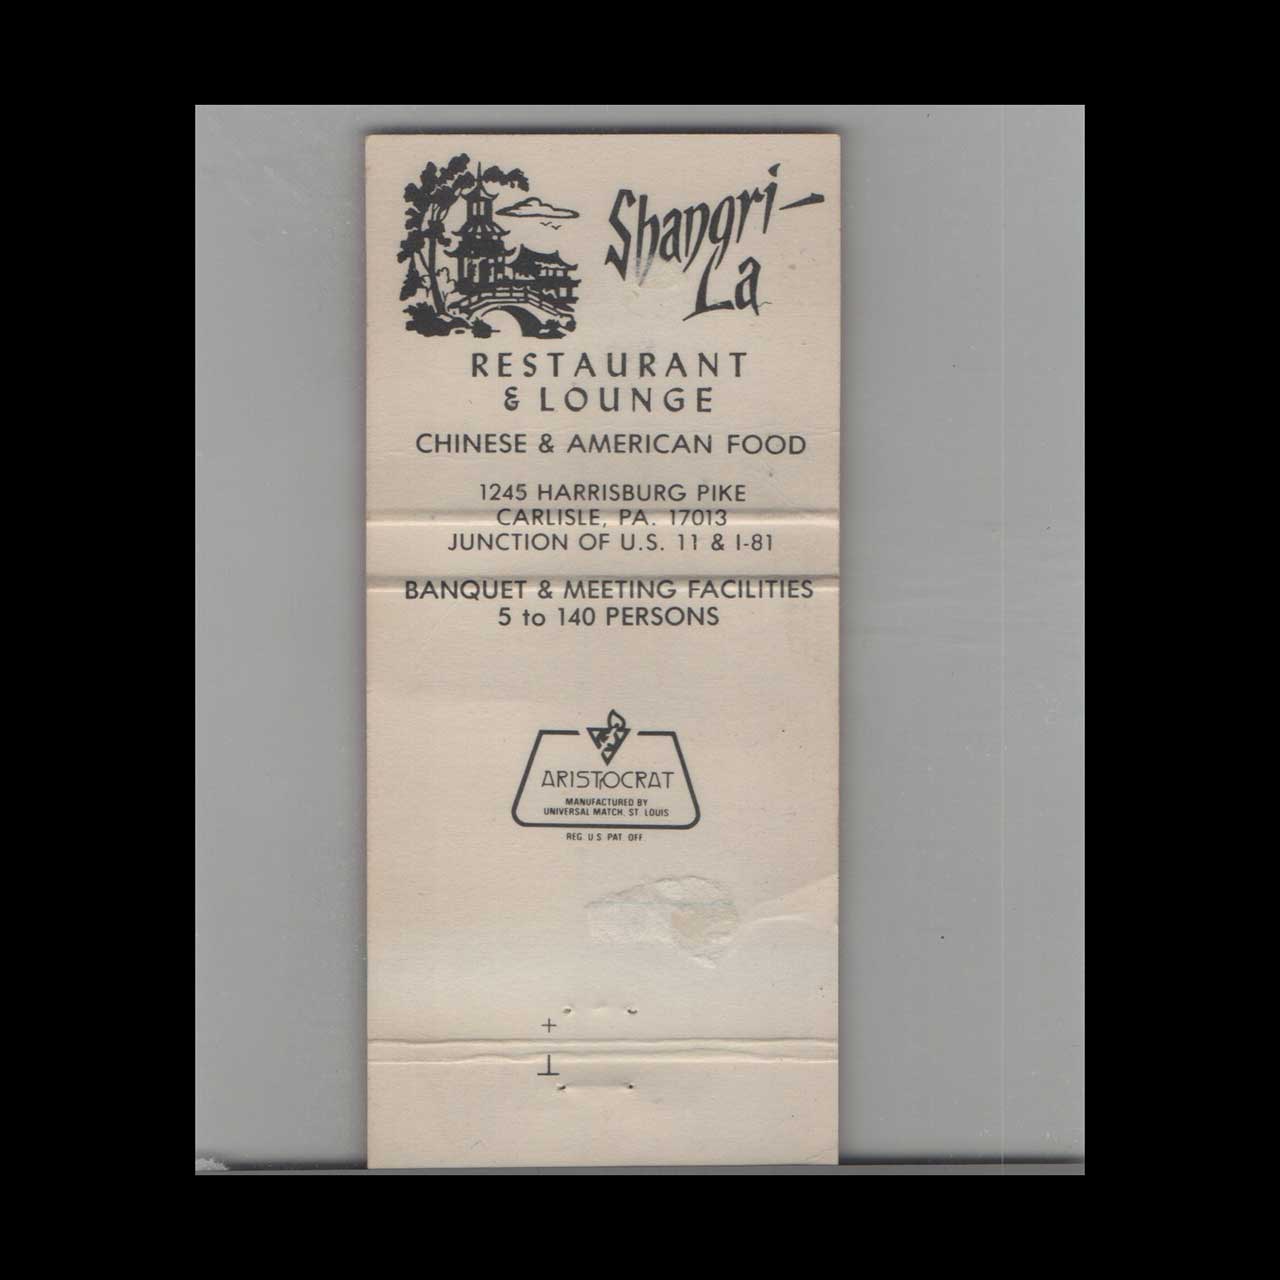 Shangri-
La
RESTAURANT
& LOUNGE
CHINESE & AMERICAN FOOD
1245 HARRISBURG PIKE
CARLISLE, PA. 17013
JUNCTION OF U.S. 11 & I-81
BANQUET & MEETING FACILITIES
5 to 140 PERSONS
ARISTOCRAT
MANUFACTURED BY
UNIVERSAL MATCH, ST. LOUIS
REG. U.S. PAT. OFF.